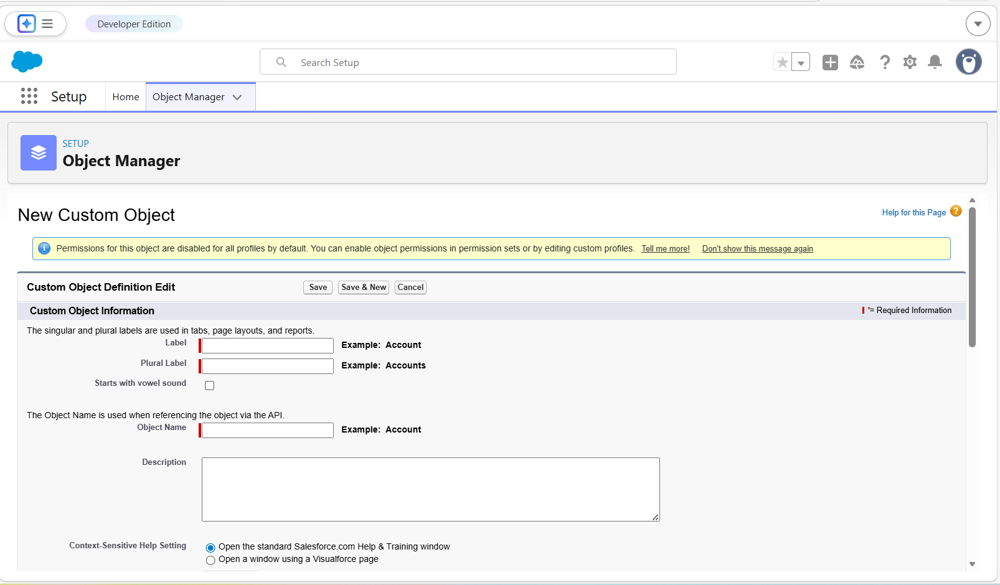 Developer Edition
Search Setup
Setup Home Object Manager
SETUP
Object Manager
New Custom Object
Help for this Page ?
i Permissions for this object are disabled for all profiles by default. You can enable object permissions in permission sets or by editing custom profiles. Tell me more! Don't show this message again
Custom Object Definition Edit Save Save & New Cancel
Custom Object Information *= Required Information
The singular and plural labels are used in tabs, page layouts, and reports.
Label Example: Account
Plural Label Example: Accounts
Starts with vowel sound
The Object Name is used when referencing the object via the API.
Object Name Example: Account
Description
Context-Sensitive Help Setting Open the standard Salesforce.com Help & Training window
Open a window using a Visualforce page